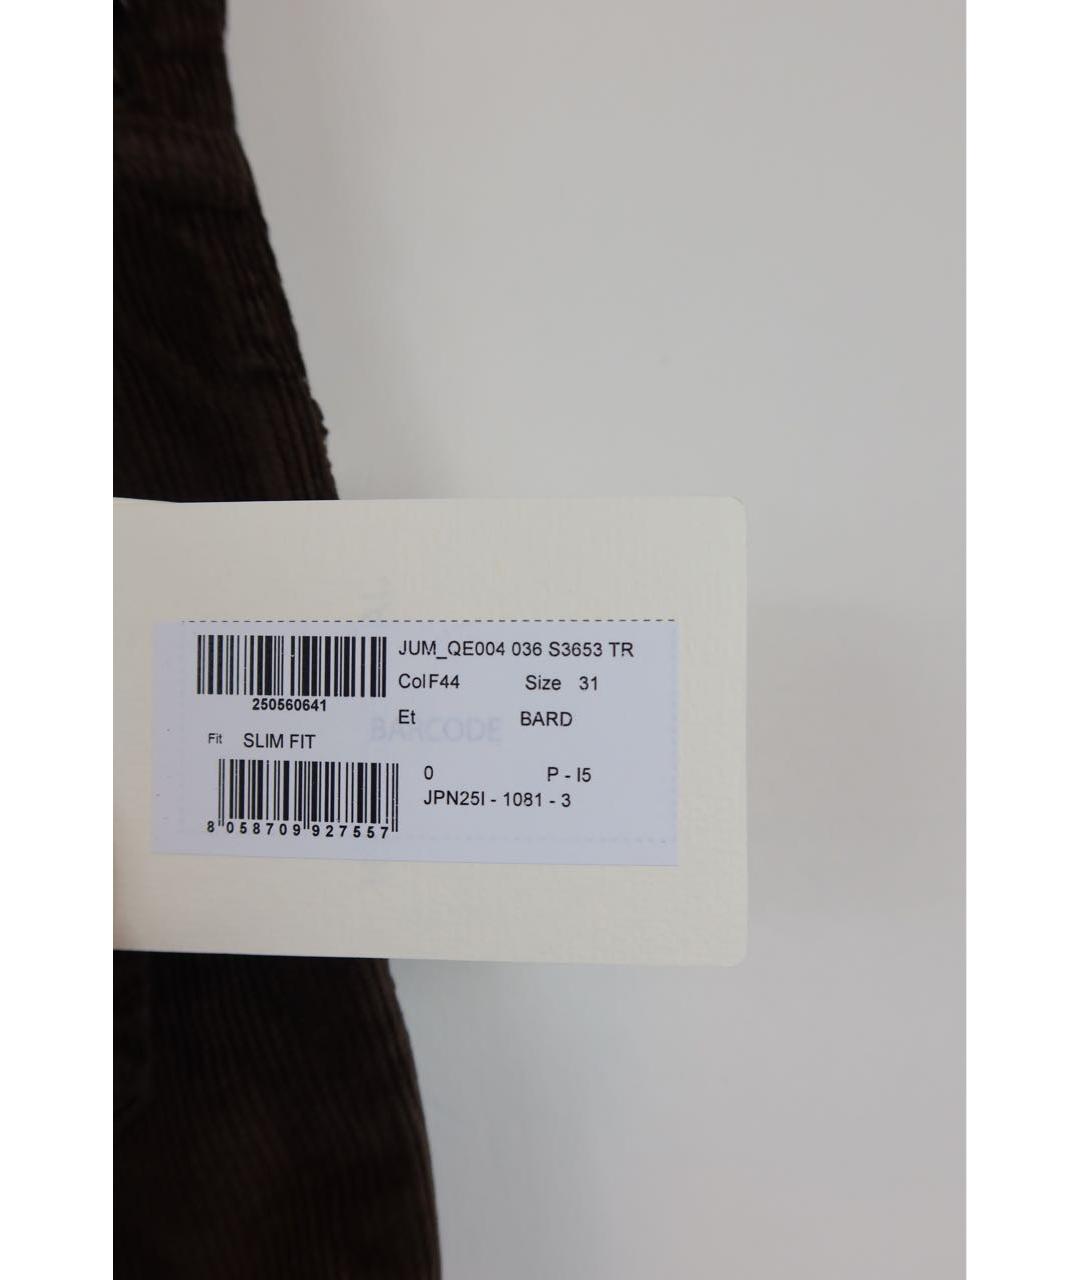 JUM_QE004 036 S3653 TR
250560641
Col F44 Size 31
Et BARD
BARCODE
Fit SLIM FIT
0 P - I5
JPN25I - 1081 - 3
8 058709 927557